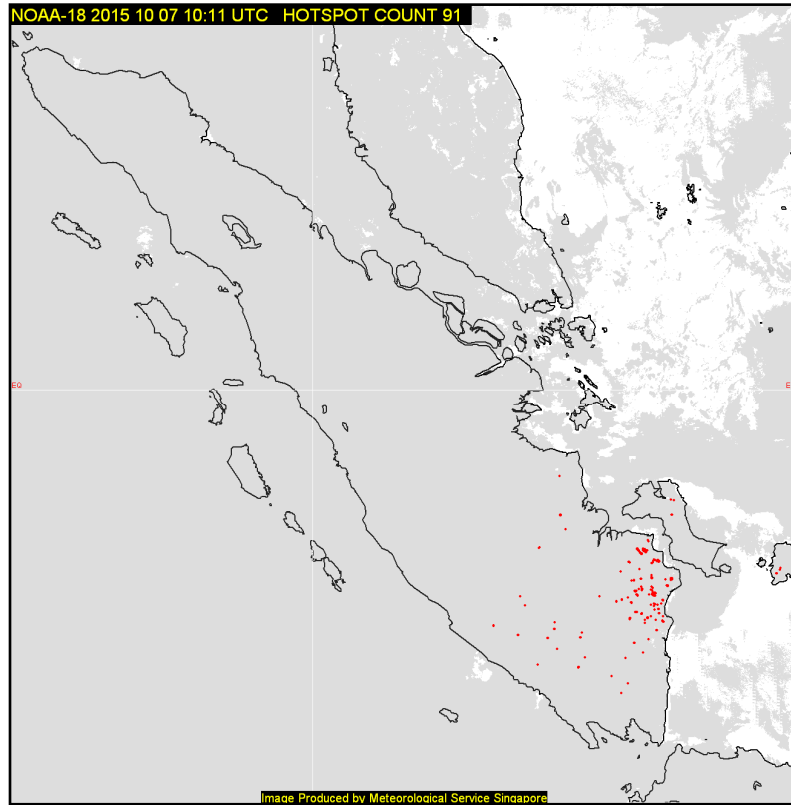 NOAA-18 2015 10 07 10:11 UTC HOTSPOT COUNT 91
EQ
E
Image Produced by Meteorological Service Singapore